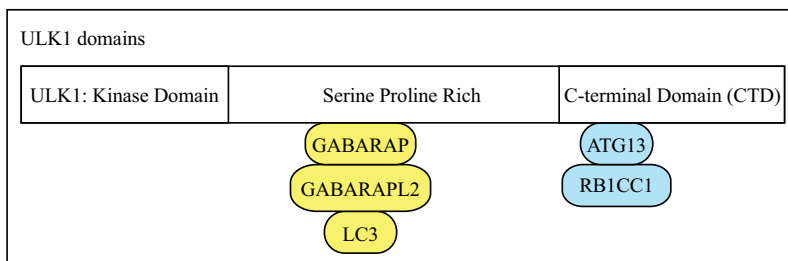 ULK1 domains
ULK1: Kinase Domain Serine Proline Rich C-terminal Domain (CTD)
GABARAP ATG13
GABARAPL2 RB1CC1
LC3